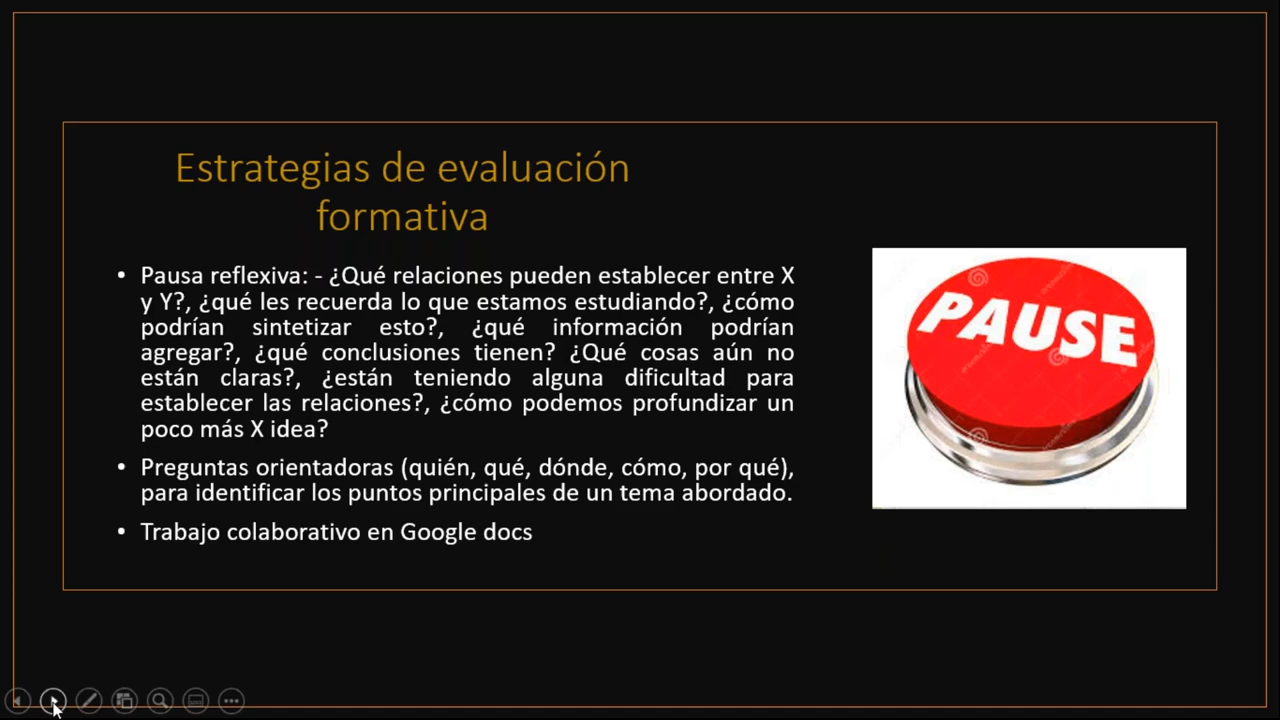 Estrategias de evaluación
formativa
• Pausa reflexiva: - ¿Qué relaciones pueden establecer entre X
y Y?, ¿qué les recuerda lo que estamos estudiando?, ¿cómo
podrían sintetizar esto?, ¿qué información podrían
agregar?, ¿qué conclusiones tienen? ¿Qué cosas aún no
están claras?, ¿están teniendo alguna dificultad para
establecer las relaciones?, ¿cómo podemos profundizar un
poco más X idea?
• Preguntas orientadoras (quién, qué, dónde, cómo, por qué),
para identificar los puntos principales de un tema abordado.
• Trabajo colaborativo en Google docs
PAUSE